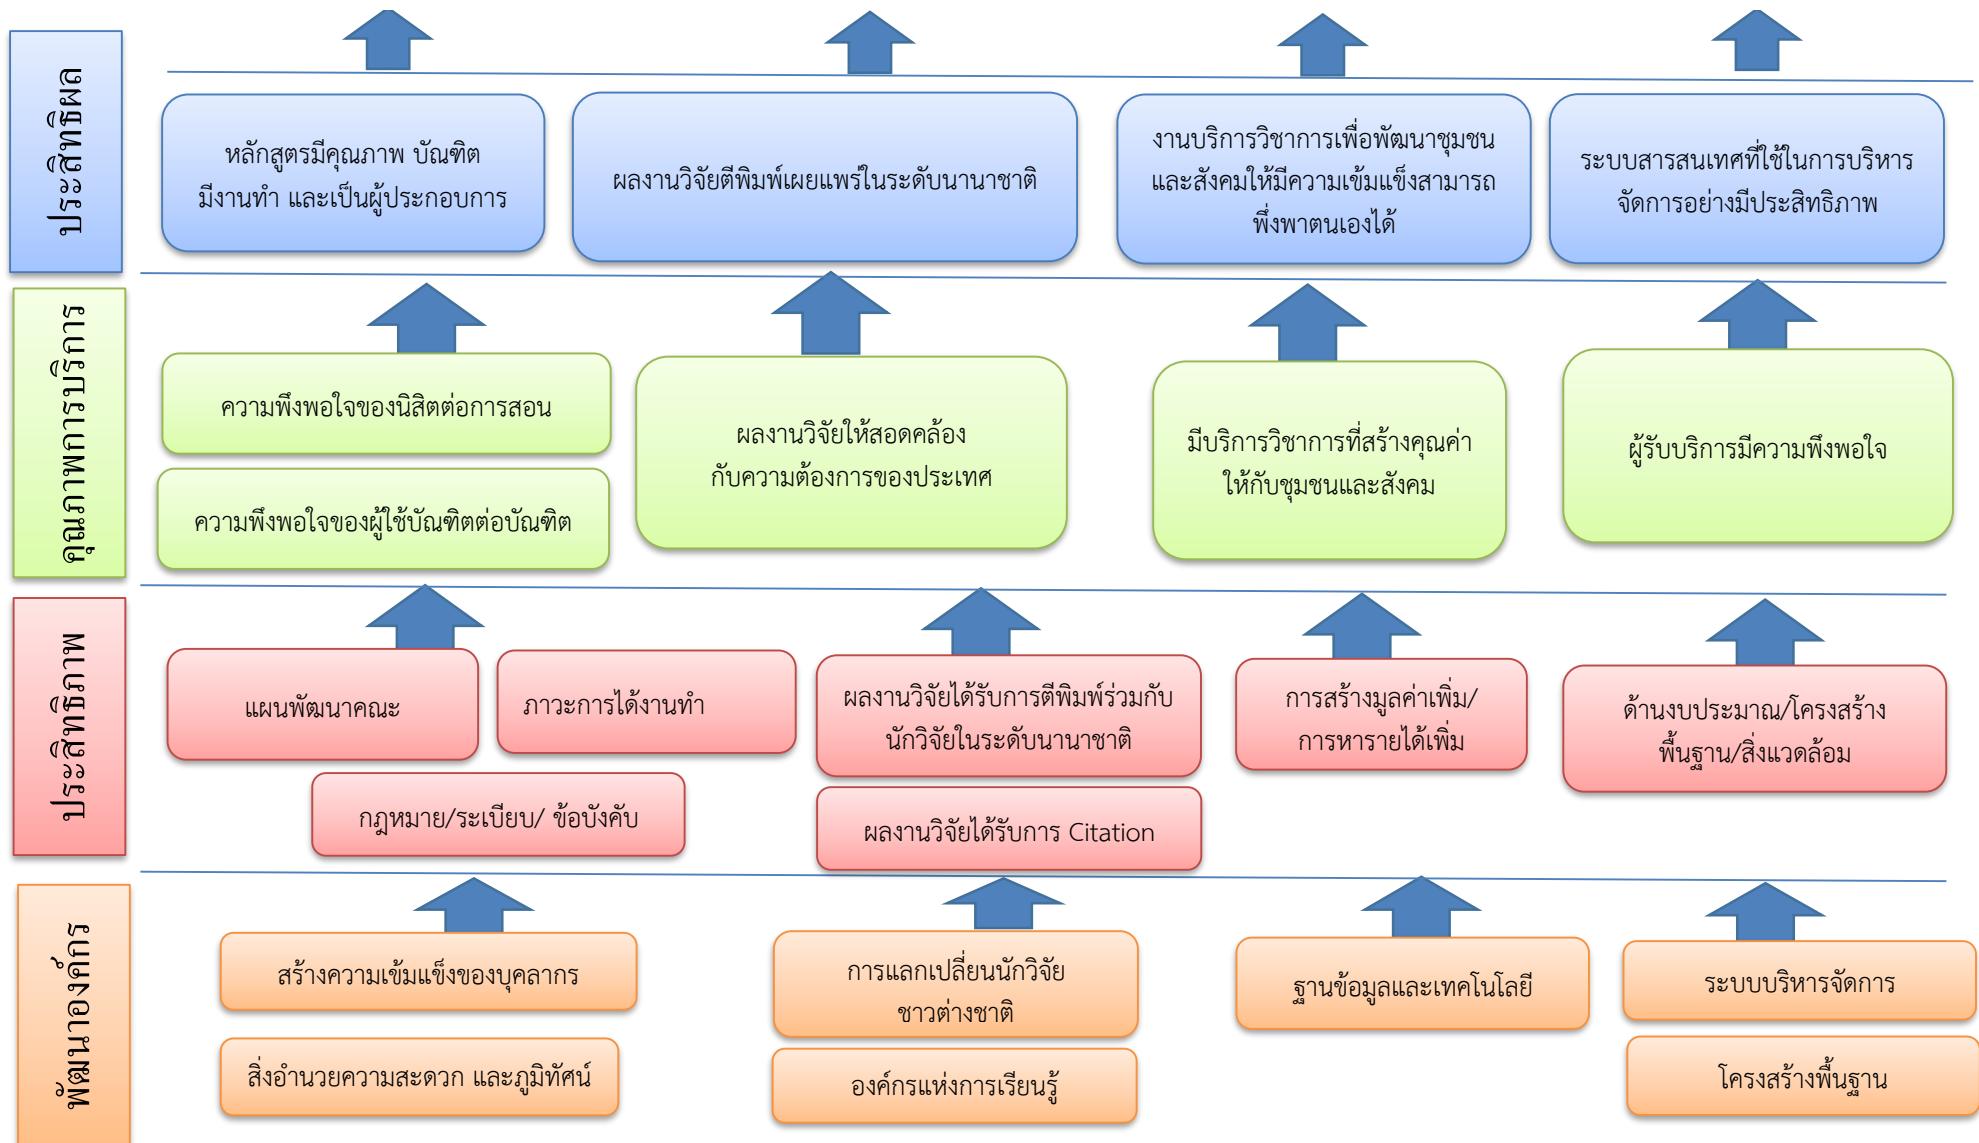 ประสิทธิผล
หลักสูตรมีคุณภาพ บัณฑิต
มีงานทำ และเป็นผู้ประกอบการ
ผลงานวิจัยตีพิมพ์เผยแพร่ในระดับนานาชาติ
งานบริการวิชาการเพื่อพัฒนาชุมชน
และสังคมให้มีความเข้มแข็งสามารถ
พึ่งพาตนเองได้
ระบบสารสนเทศที่ใช้ในการบริหาร
จัดการอย่างมีประสิทธิภาพ
คุณภาพการบริการ
ความพึงพอใจของนิสิตต่อการสอน
ความพึงพอใจของผู้ใช้บัณฑิตต่อบัณฑิต
ผลงานวิจัยให้สอดคล้อง
กับความต้องการของประเทศ
มีบริการวิชาการที่สร้างคุณค่า
ให้กับชุมชนและสังคม
ผู้รับบริการมีความพึงพอใจ
ประสิทธิภาพ
แผนพัฒนาคณะ
ภาวะการได้งานทำ
กฎหมาย/ระเบียบ/ ข้อบังคับ
ผลงานวิจัยได้รับการตีพิมพ์ร่วมกับ
นักวิจัยในระดับนานาชาติ
ผลงานวิจัยได้รับการ Citation
การสร้างมูลค่าเพิ่ม/
การหารายได้เพิ่ม
ด้านงบประมาณ/โครงสร้าง
พื้นฐาน/สิ่งแวดล้อม
พัฒนาองค์กร
สร้างความเข้มแข็งของบุคลากร
สิ่งอำนวยความสะดวก และภูมิทัศน์
การแลกเปลี่ยนนักวิจัย
ชาวต่างชาติ
องค์กรแห่งการเรียนรู้
ฐานข้อมูลและเทคโนโลยี
ระบบบริหารจัดการ
โครงสร้างพื้นฐาน